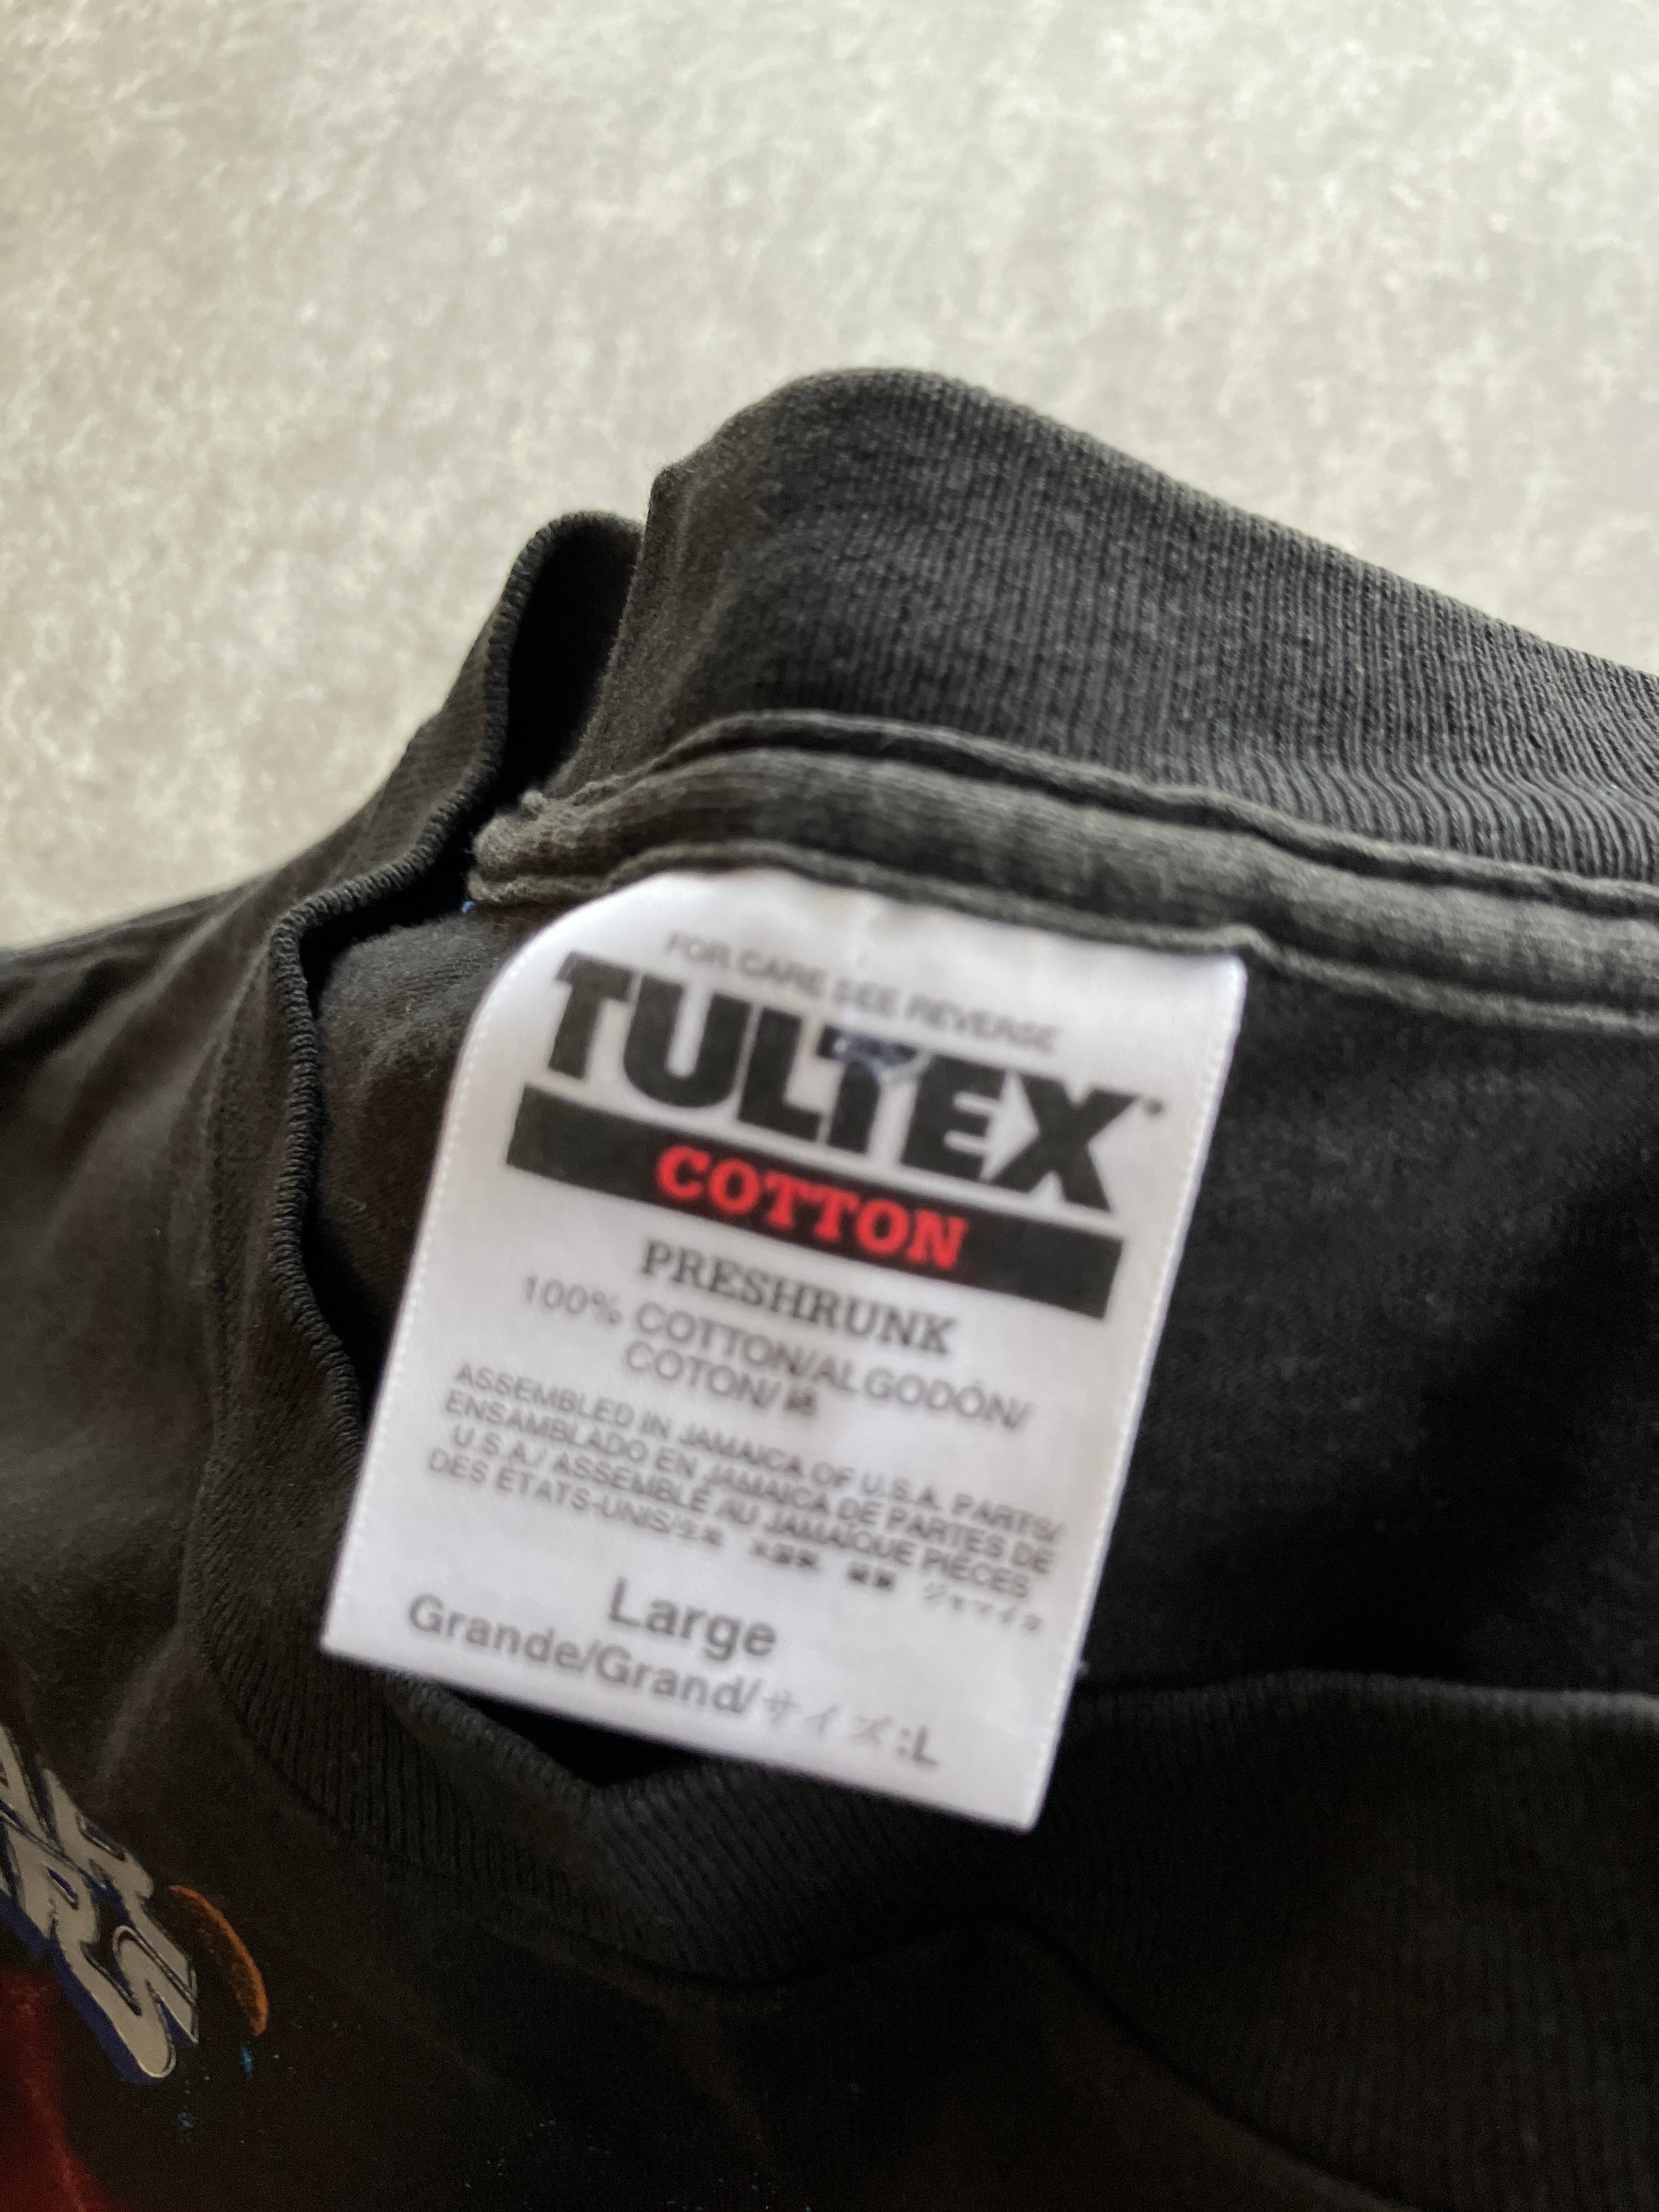 FOR CARE SEE REVERSE
TULTEX
COTTON
PRESHRUNK
100% COTTON/ALGODÓN/
COTON/綿
ASSEMBLED IN JAMAICA OF U.S.A. PARTS/
ENSAMBLADO EN JAMAICA DE PARTES DE
U.S.A./ ASSEMBLÉ AU JAMAÏQUE PIÈCES
DES ÉTATS-UNIS/
Large
Grande/Grand/サイズ:L